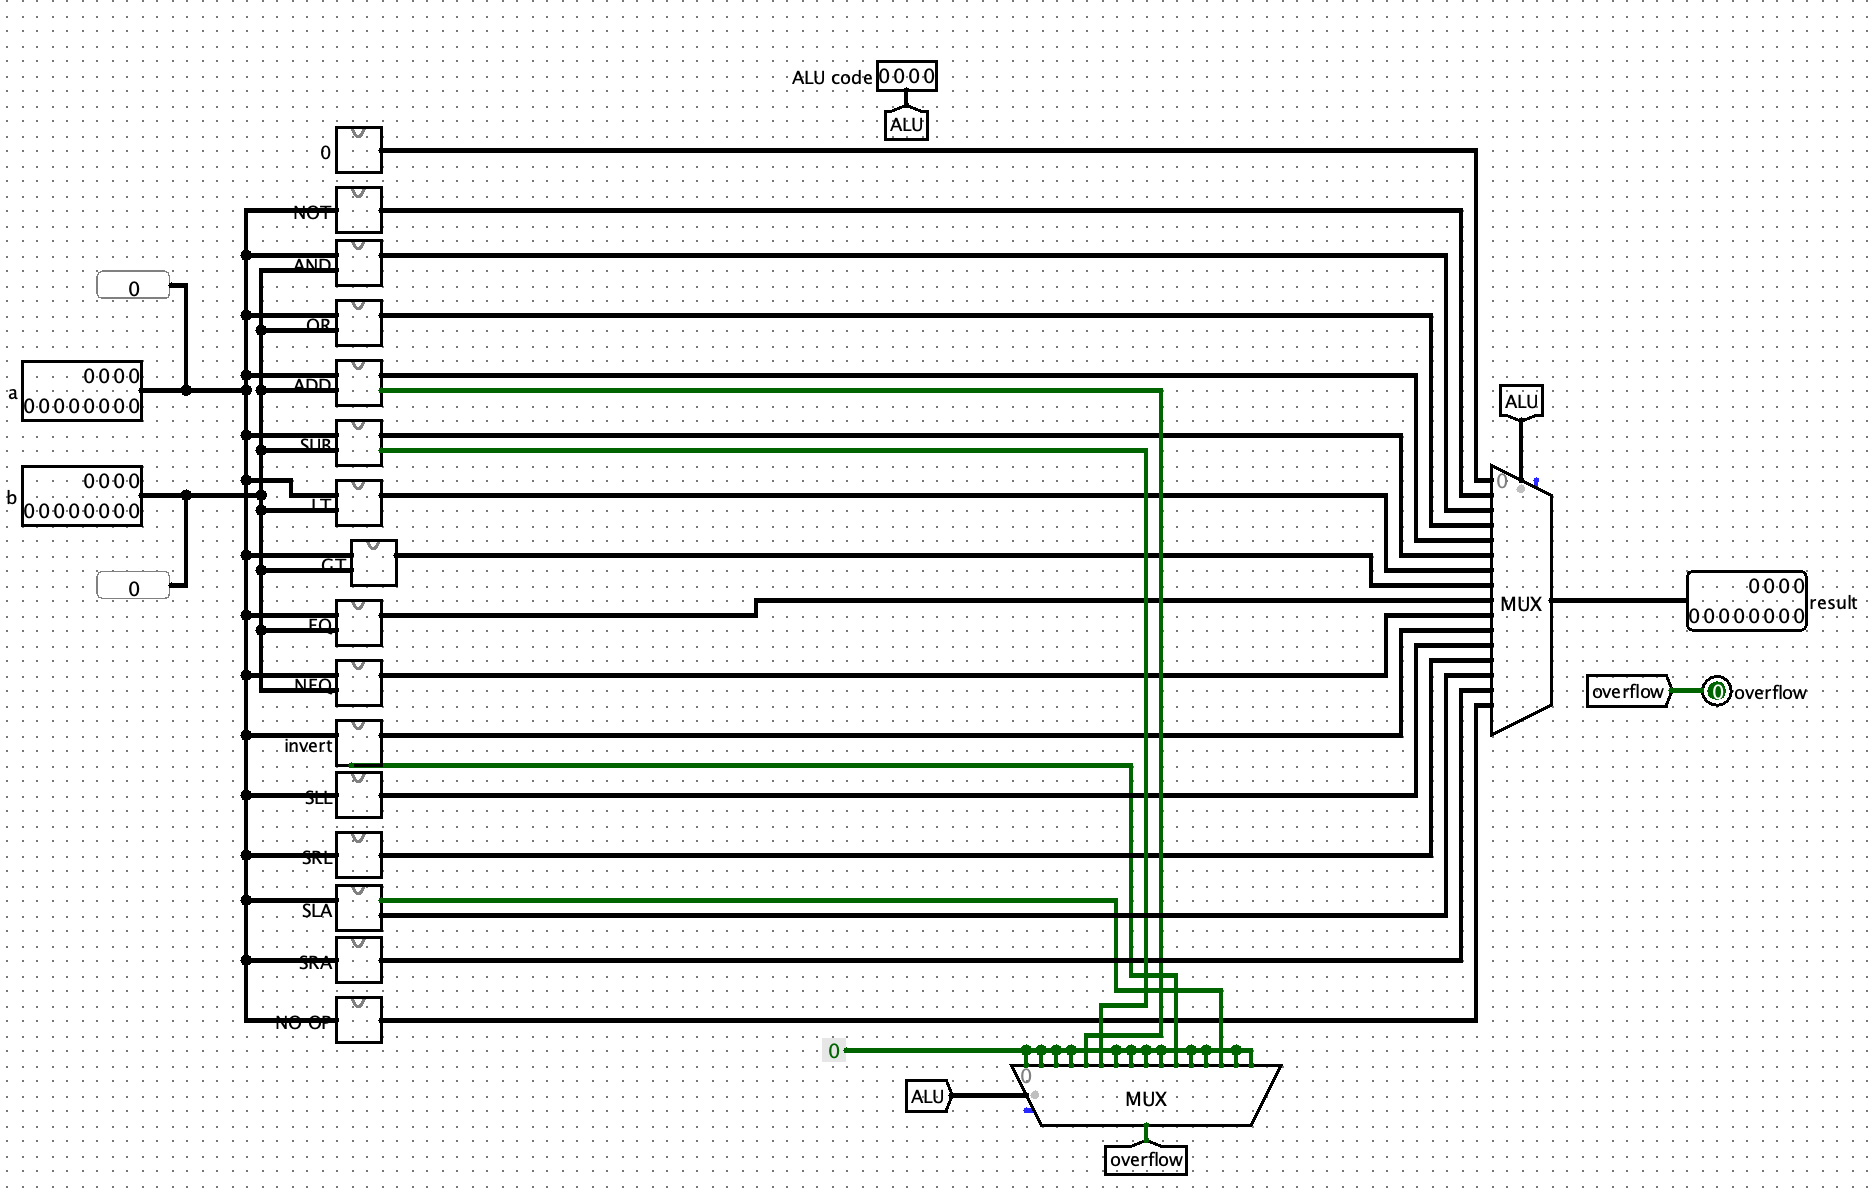 ALU code 0000
ALU
0
NOT
AND
0
OR
0000
ADD
a
00000000
ALU
SUB
0000
0
b
LT
00000000
GT
0
0000
MUX
result
00000000
EQ
NEQ
overflow
0
overflow
invert
SLL
SRL
SLA
SRA
NO OP
0
0
ALU
MUX
overflow